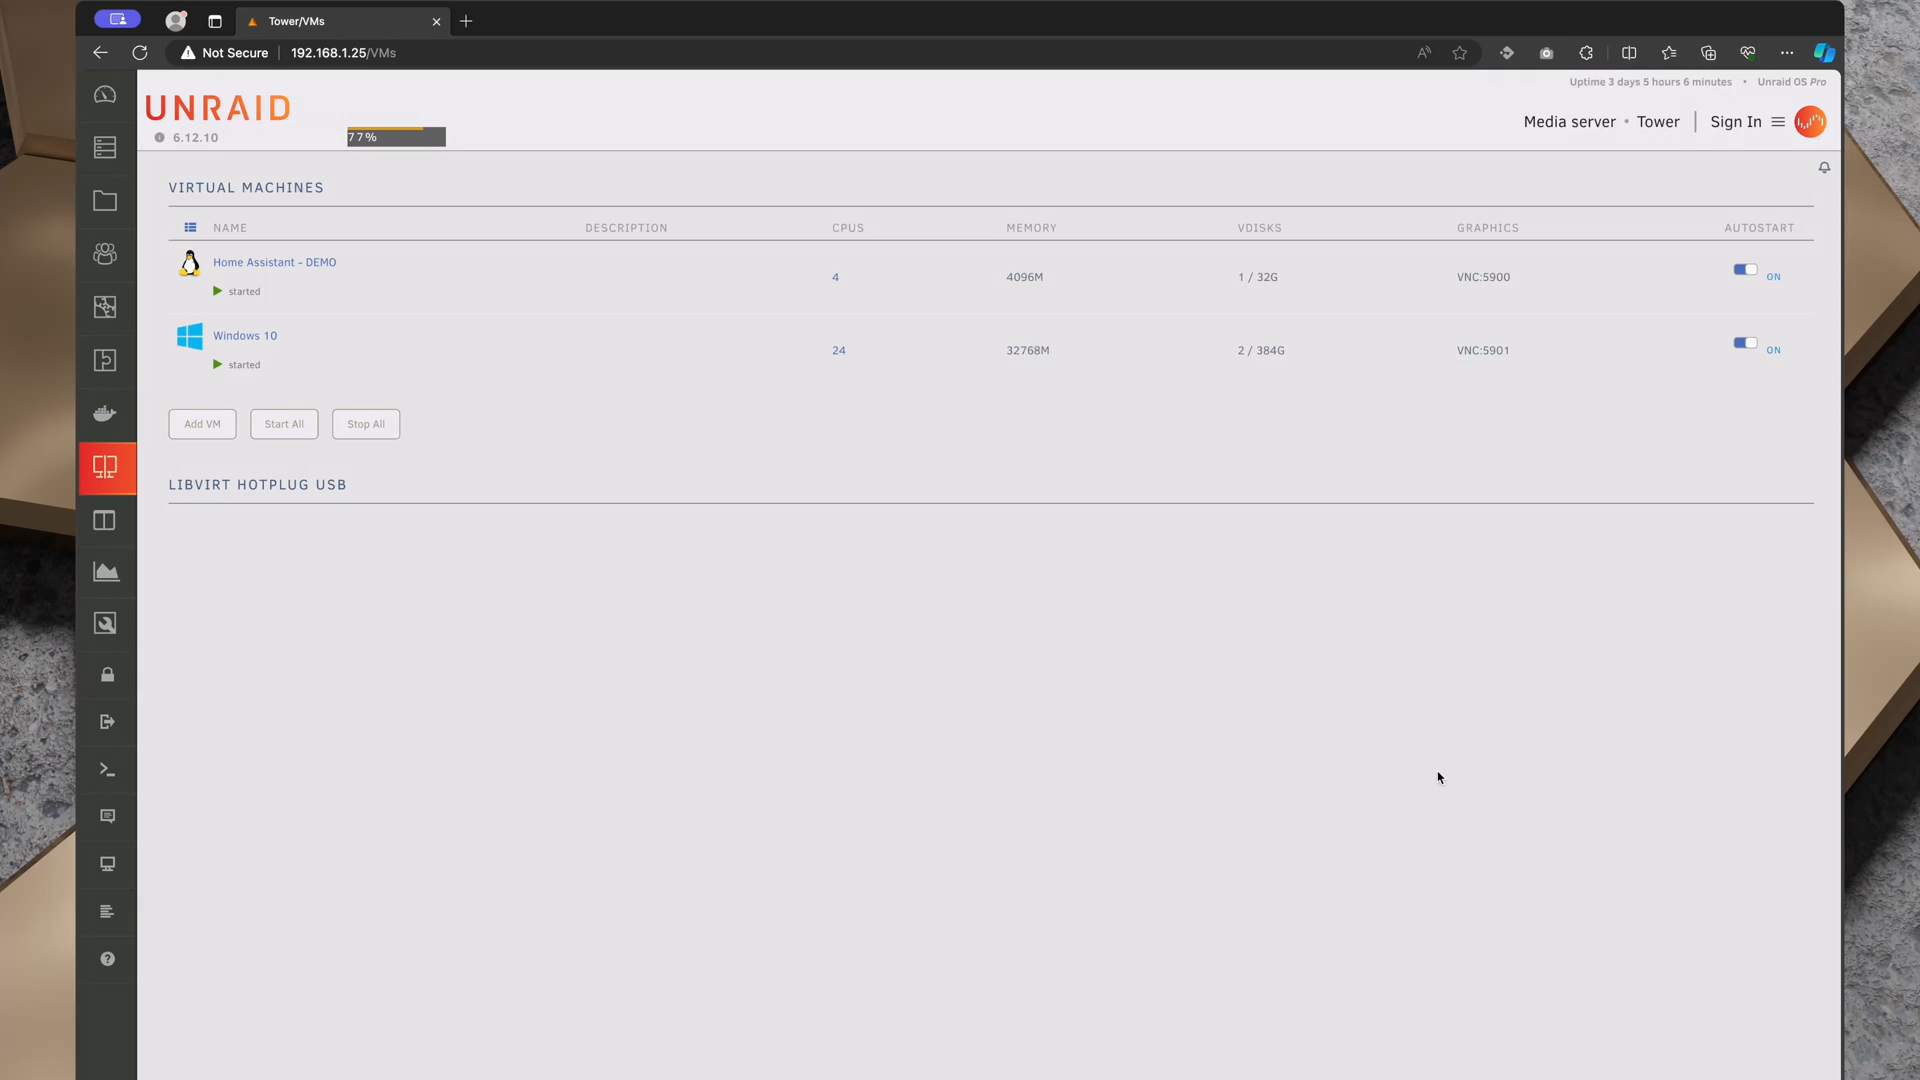 Tower/VMs
Not Secure 192.168.1.25/VMs
Uptime 3 days 5 hours 6 minutes • Unraid OS Pro
UNRAID
6.12.10
77%
Media server • Tower | Sign In
VIRTUAL MACHINES
NAME DESCRIPTION CPUS MEMORY VDISKS GRAPHICS AUTOSTART
Home Assistant - DEMO
started
4 4096M 1 / 32G VNC:5900 ON
Windows 10
started
24 32768M 2 / 384G VNC:5901 ON
Add VM Start All Stop All
LIBVIRT HOTPLUG USB